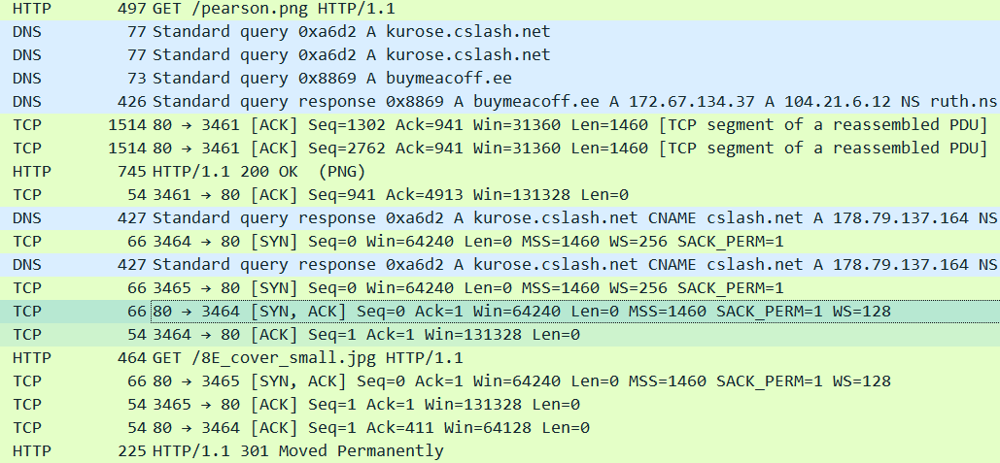 HTTP 497 GET /pearson.png HTTP/1.1
DNS 77 Standard query 0xa6d2 A kurose.cslash.net
DNS 77 Standard query 0xa6d2 A kurose.cslash.net
DNS 73 Standard query 0x8869 A buymeacoff.ee
DNS 426 Standard query response 0x8869 A buymeacoff.ee A 172.67.134.37 A 104.21.6.12 NS ruth.ns
TCP 1514 80 → 3461 [ACK] Seq=1302 Ack=941 Win=31360 Len=1460 [TCP segment of a reassembled PDU]
TCP 1514 80 → 3461 [ACK] Seq=2762 Ack=941 Win=31360 Len=1460 [TCP segment of a reassembled PDU]
HTTP 745 HTTP/1.1 200 OK (PNG)
TCP 54 3461 → 80 [ACK] Seq=941 Ack=4913 Win=131328 Len=0
DNS 427 Standard query response 0xa6d2 A kurose.cslash.net CNAME cslash.net A 178.79.137.164 NS
TCP 66 3464 → 80 [SYN] Seq=0 Win=64240 Len=0 MSS=1460 WS=256 SACK_PERM=1
DNS 427 Standard query response 0xa6d2 A kurose.cslash.net CNAME cslash.net A 178.79.137.164 NS
TCP 66 3465 → 80 [SYN] Seq=0 Win=64240 Len=0 MSS=1460 WS=256 SACK_PERM=1
TCP 66 80 → 3464 [SYN, ACK] Seq=0 Ack=1 Win=64240 Len=0 MSS=1460 SACK_PERM=1 WS=128
TCP 54 3464 → 80 [ACK] Seq=1 Ack=1 Win=131328 Len=0
HTTP 464 GET /8E_cover_small.jpg HTTP/1.1
TCP 66 80 → 3465 [SYN, ACK] Seq=0 Ack=1 Win=64240 Len=0 MSS=1460 SACK_PERM=1 WS=128
TCP 54 3465 → 80 [ACK] Seq=1 Ack=1 Win=131328 Len=0
TCP 54 80 → 3464 [ACK] Seq=1 Ack=411 Win=64128 Len=0
HTTP 225 HTTP/1.1 301 Moved Permanently